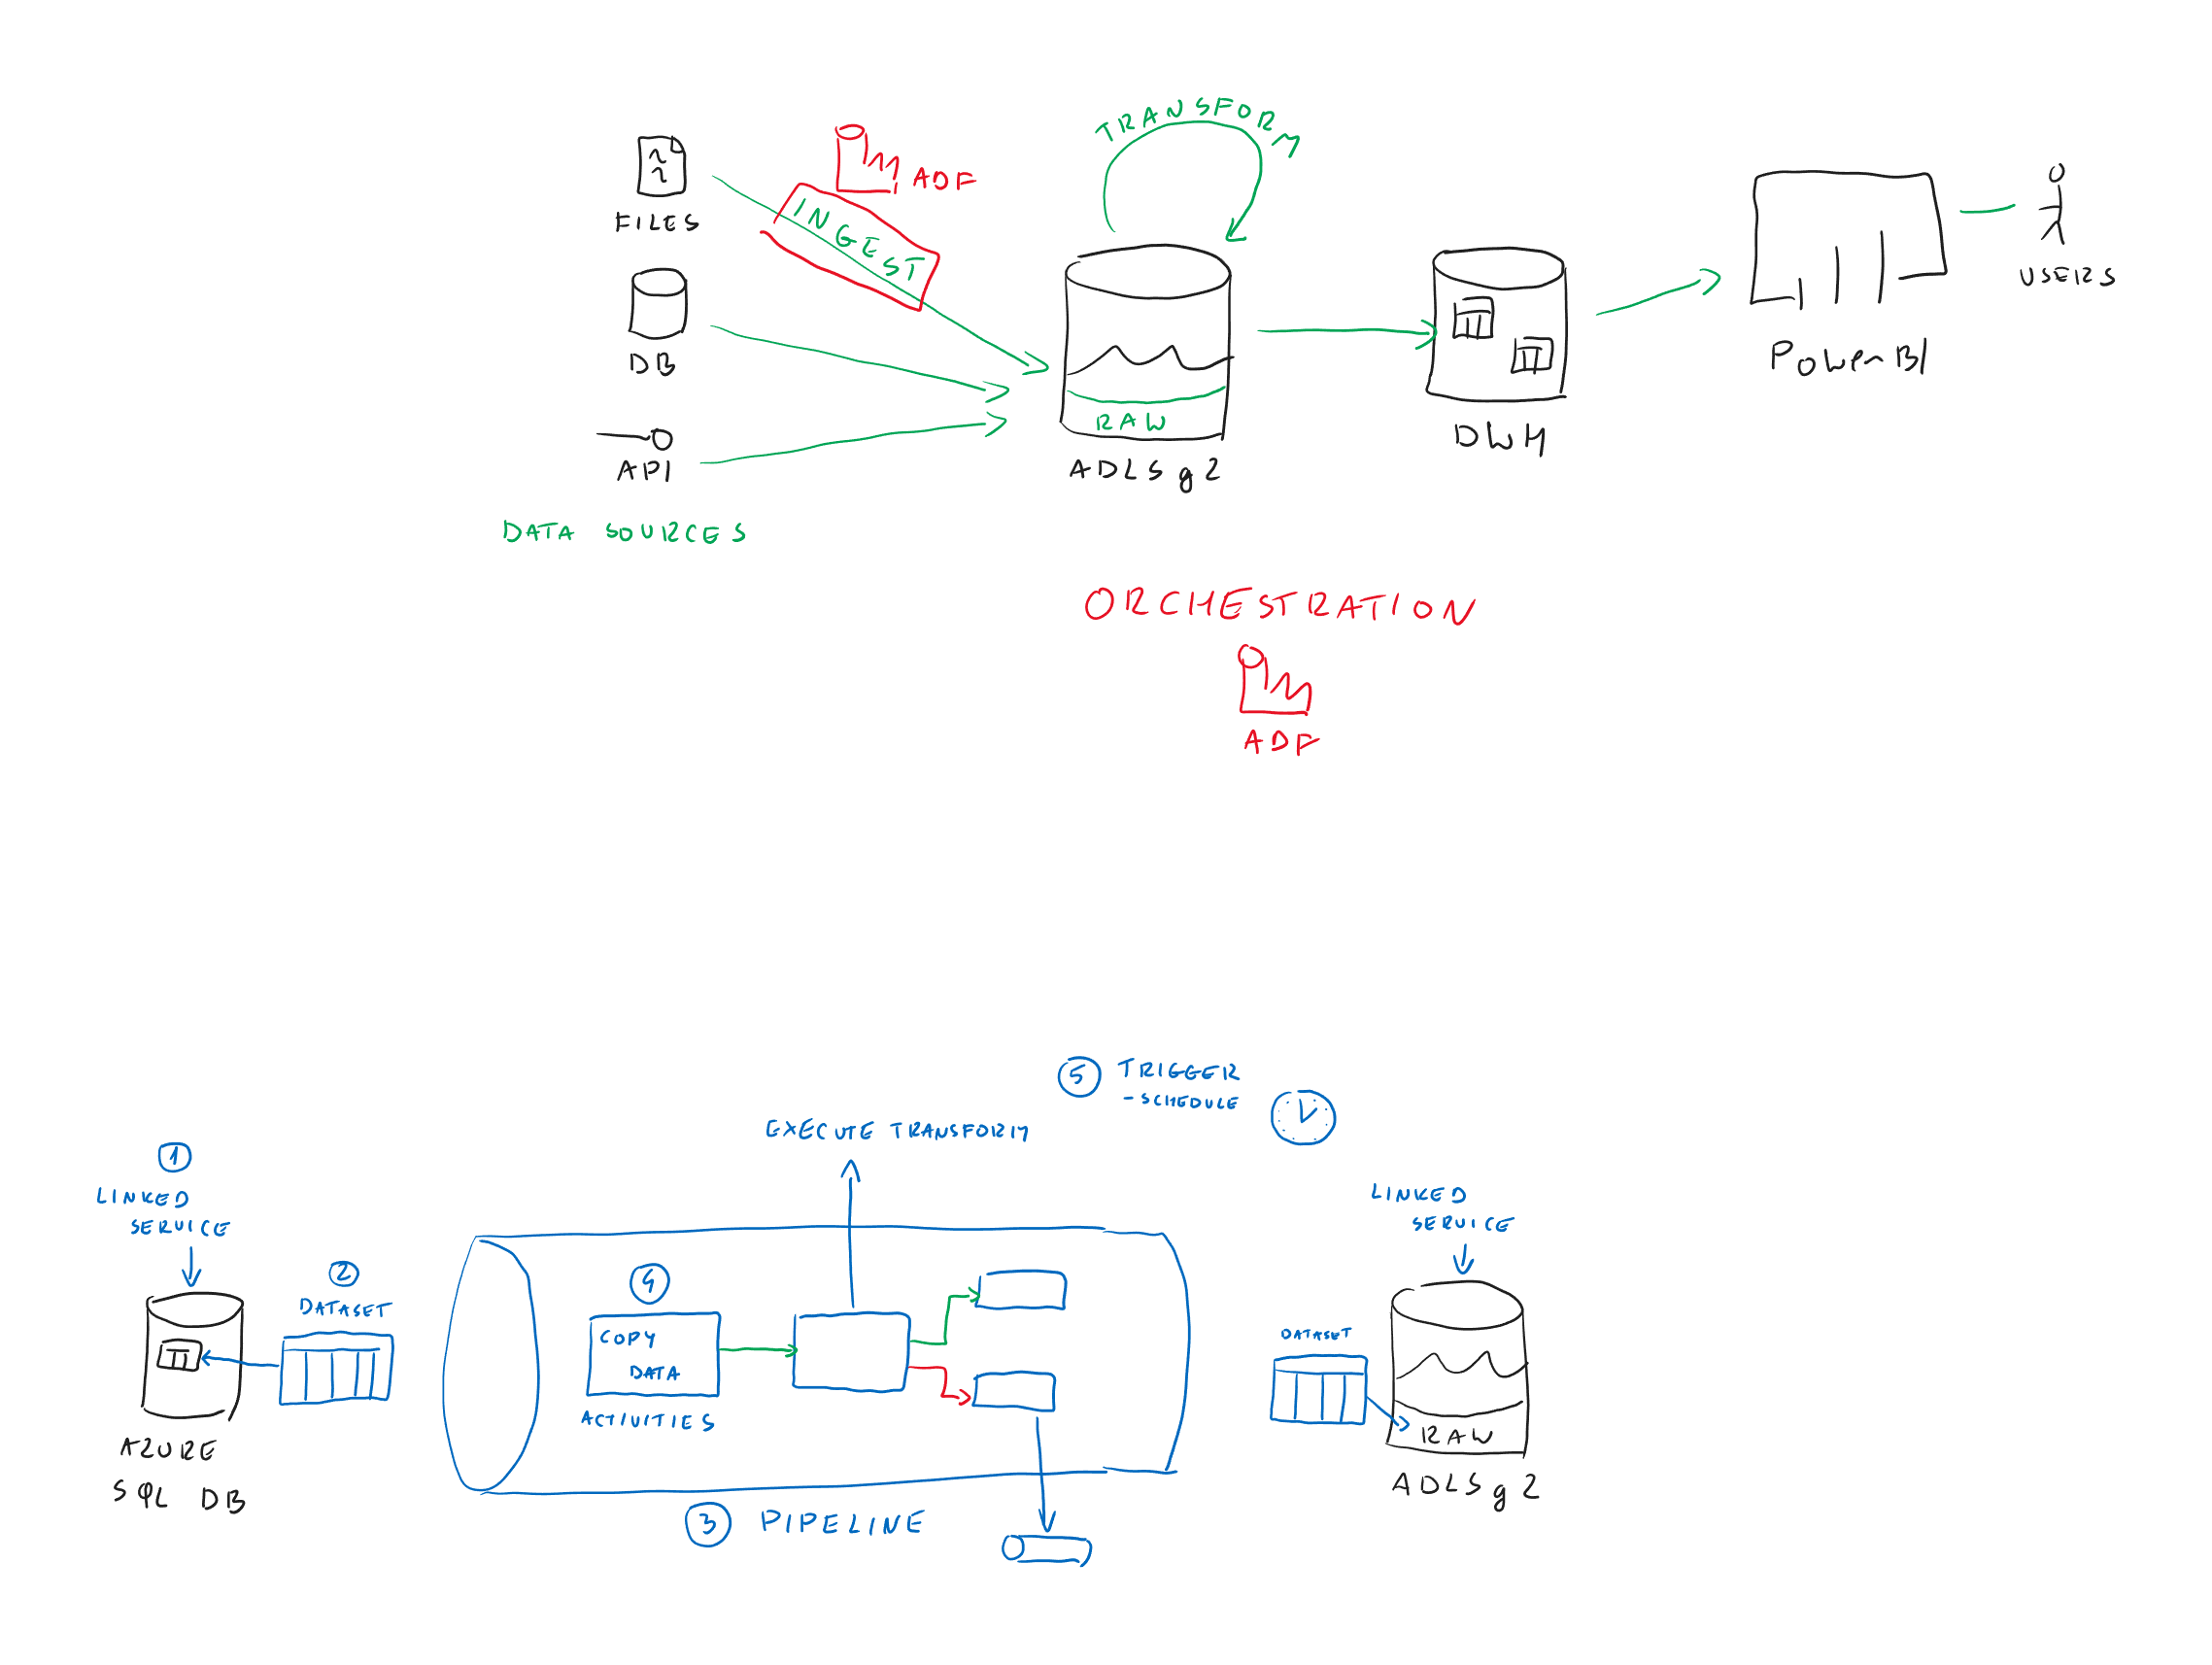 TRANSFORM
ADF
INGEST
FILES
DB
API
DATA SOURCES
RAW
ADLS g2
DWH
Power BI
USERS
ORCHESTRATION
ADF
5 TRIGGER
- SCHEDULE
EXECUTE TRANSFORM
1
LINKED
SERVICE
2
DATASET
AZURE
SQL DB
4
COPY
DATA
ACTIVITIES
3 PIPELINE
LINKED
SERVICE
DATASET
RAW
ADLS g2